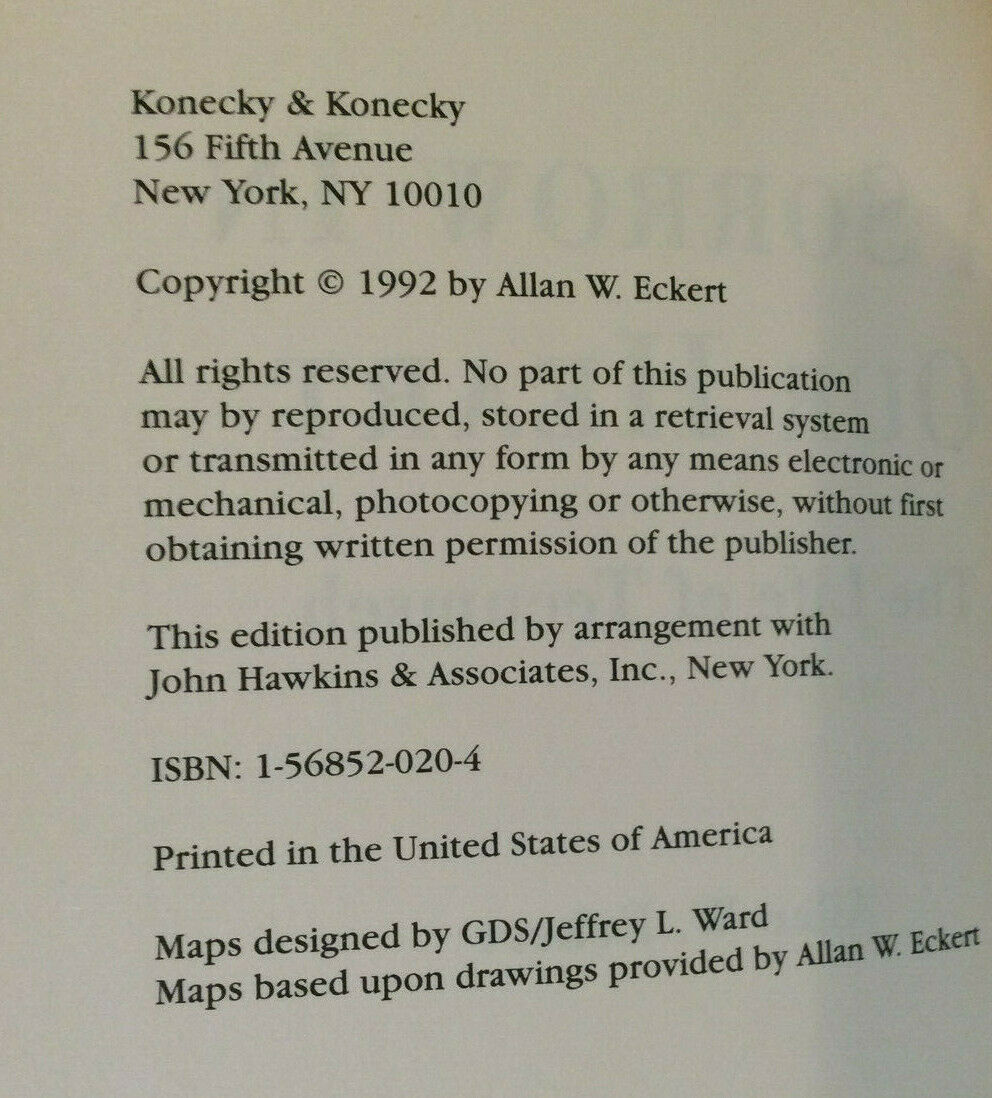 Konecky & Konecky
156 Fifth Avenue
New York, NY 10010
Copyright © 1992 by Allan W. Eckert
All rights reserved. No part of this publication
may by reproduced, stored in a retrieval system
or transmitted in any form by any means electronic or
mechanical, photocopying or otherwise, without first
obtaining written permission of the publisher.
This edition published by arrangement with
John Hawkins & Associates, Inc., New York.
ISBN: 1-56852-020-4
Printed in the United States of America
Maps designed by GDS/Jeffrey L. Ward
Maps based upon drawings provided by Allan W. Eckert